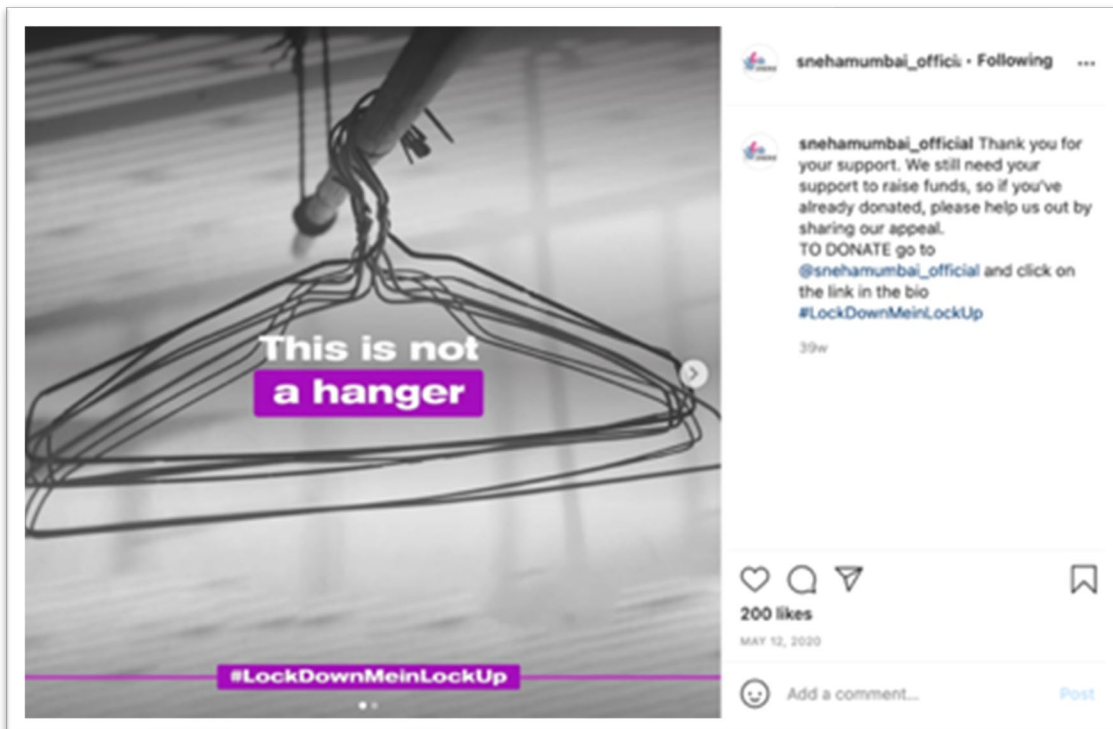 This is not
a hanger
#LockDownMeinLockUp
snehamumbai_offici • Following
snehamumbai_official Thank you for
your support. We still need your
support to raise funds, so if you've
already donated, please help us out by
sharing our appeal.
TO DONATE go to
@snehamumbai_official and click on
the link in the bio
#LockDownMeinLockUp
39w
200 likes
MAY 12, 2020
Add a comment...
Post